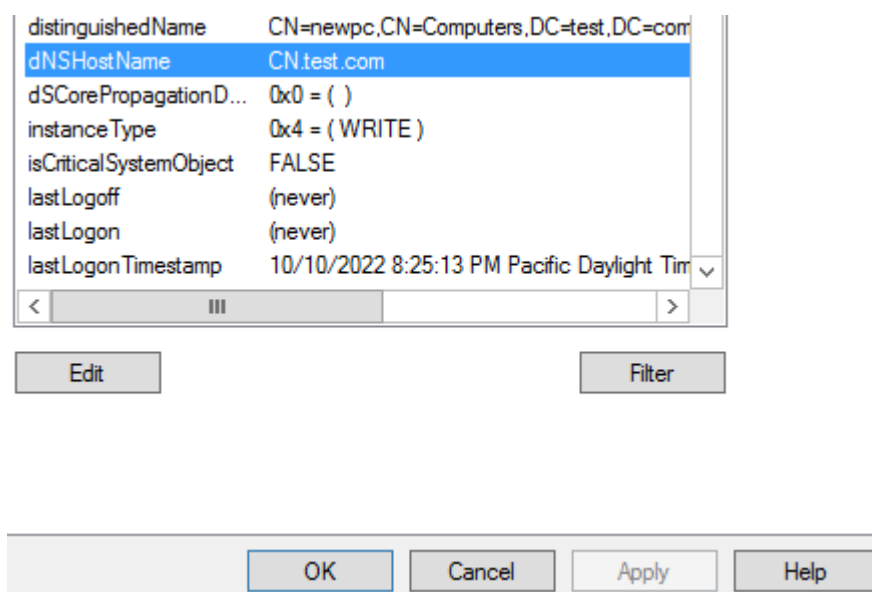 distinguishedName CN=newpc,CN=Computers,DC=test,DC=com
dNSHostName CN.test.com
dSCorePropagationD... 0x0 = ( )
instanceType 0x4 = ( WRITE )
isCriticalSystemObject FALSE
lastLogoff (never)
lastLogon (never)
lastLogonTimestamp 10/10/2022 8:25:13 PM Pacific Daylight Tim
Edit Filter
OK Cancel Apply Help